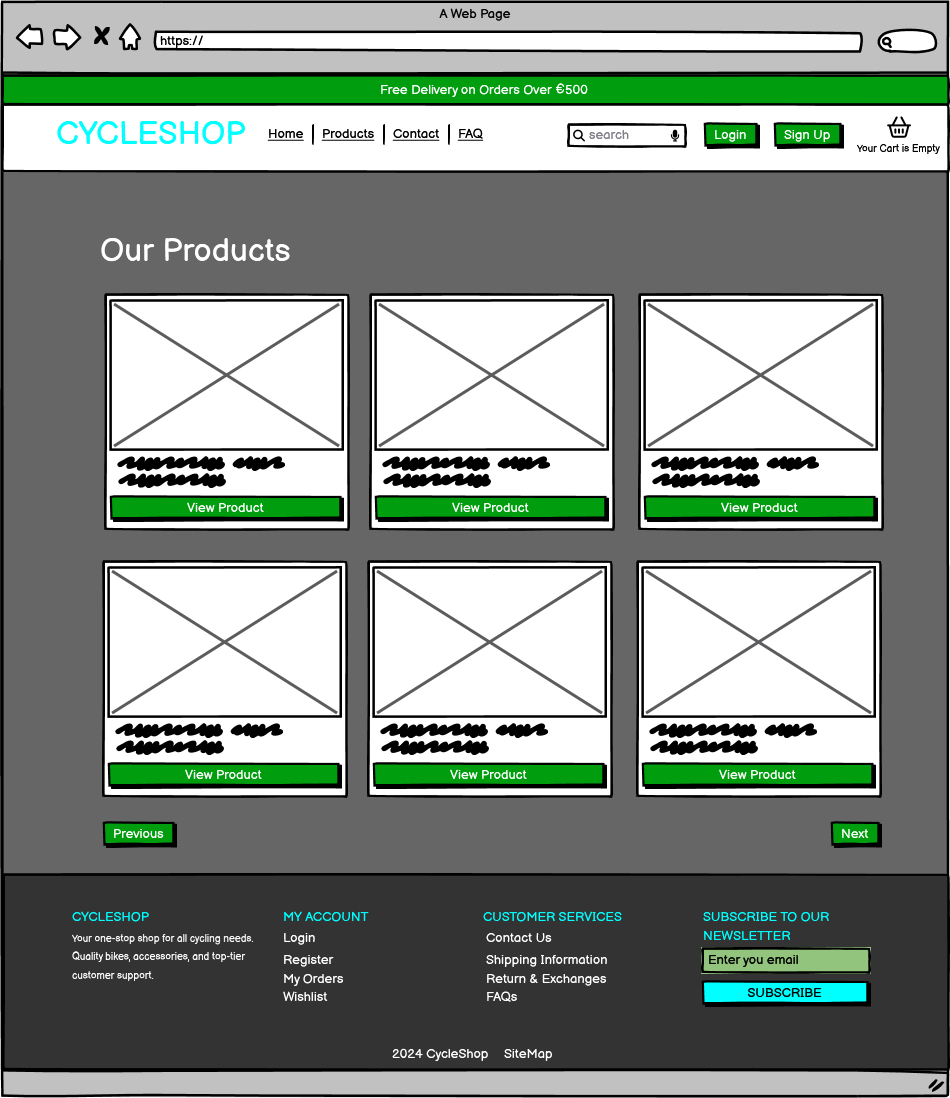 A Web Page
https://
Free Delivery on Orders Over €500
CYCLESHOP
Home
Products
Contact
FAQ
search
Login
Sign Up
Your Cart is Empty
Our Products
View Product
View Product
View Product
View Product
View Product
View Product
Previous
Next
CYCLESHOP
Your one-stop shop for all cycling needs.
Quality bikes, accessories, and top-tier
customer support.
MY ACCOUNT
Login
Register
My Orders
Wishlist
CUSTOMER SERVICES
Contact Us
Shipping Information
Return & Exchanges
FAQs
SUBSCRIBE TO OUR
NEWSLETTER
Enter you email
SUBSCRIBE
2024 CycleShop SiteMap